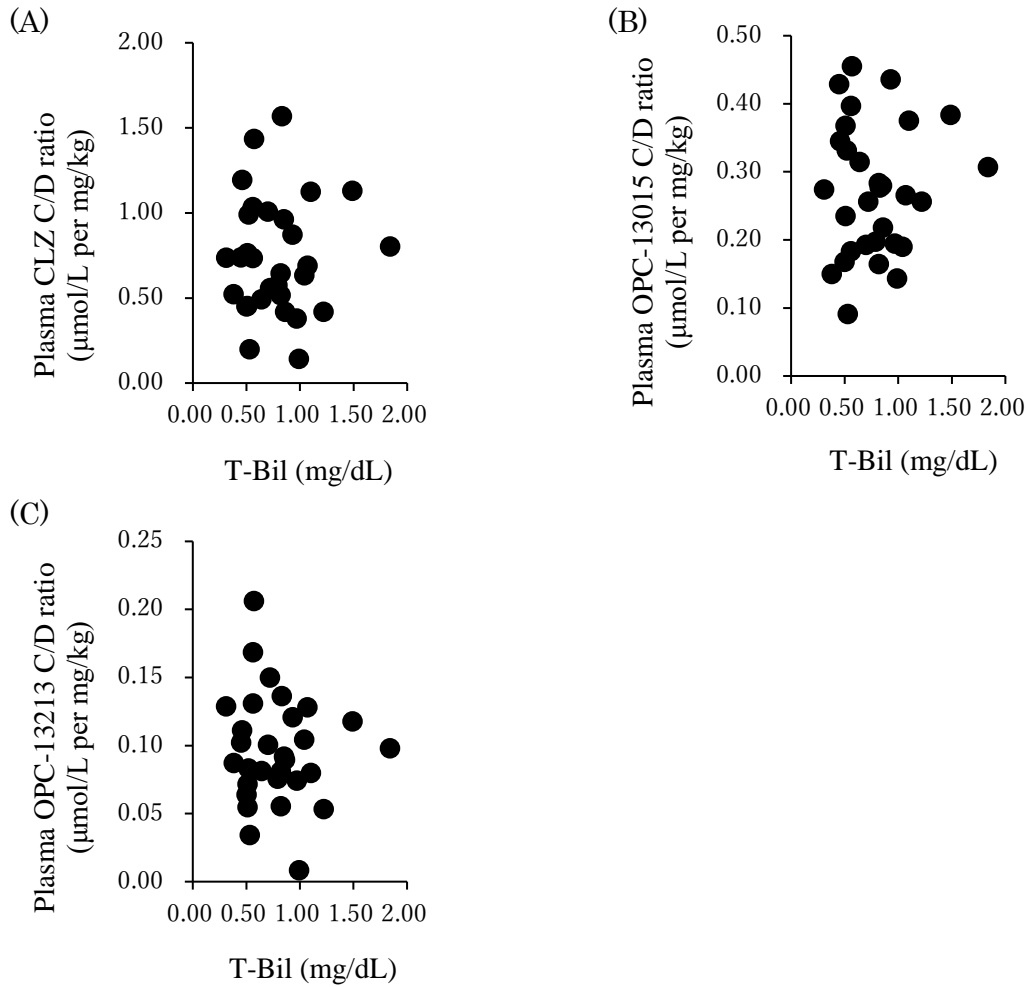 (A)
Plasma CLZ C/D ratio
(μmol/L per mg/kg)
2.00
1.50
1.00
0.50
0.00
0.00 0.50 1.00 1.50 2.00
T-Bil (mg/dL)
(B)
Plasma OPC-13015 C/D ratio
(μmol/L per mg/kg)
0.50
0.40
0.30
0.20
0.10
0.00
0.00 0.50 1.00 1.50 2.00
T-Bil (mg/dL)
(C)
Plasma OPC-13213 C/D ratio
(μmol/L per mg/kg)
0.25
0.20
0.15
0.10
0.05
0.00
0.00 0.50 1.00 1.50 2.00
T-Bil (mg/dL)